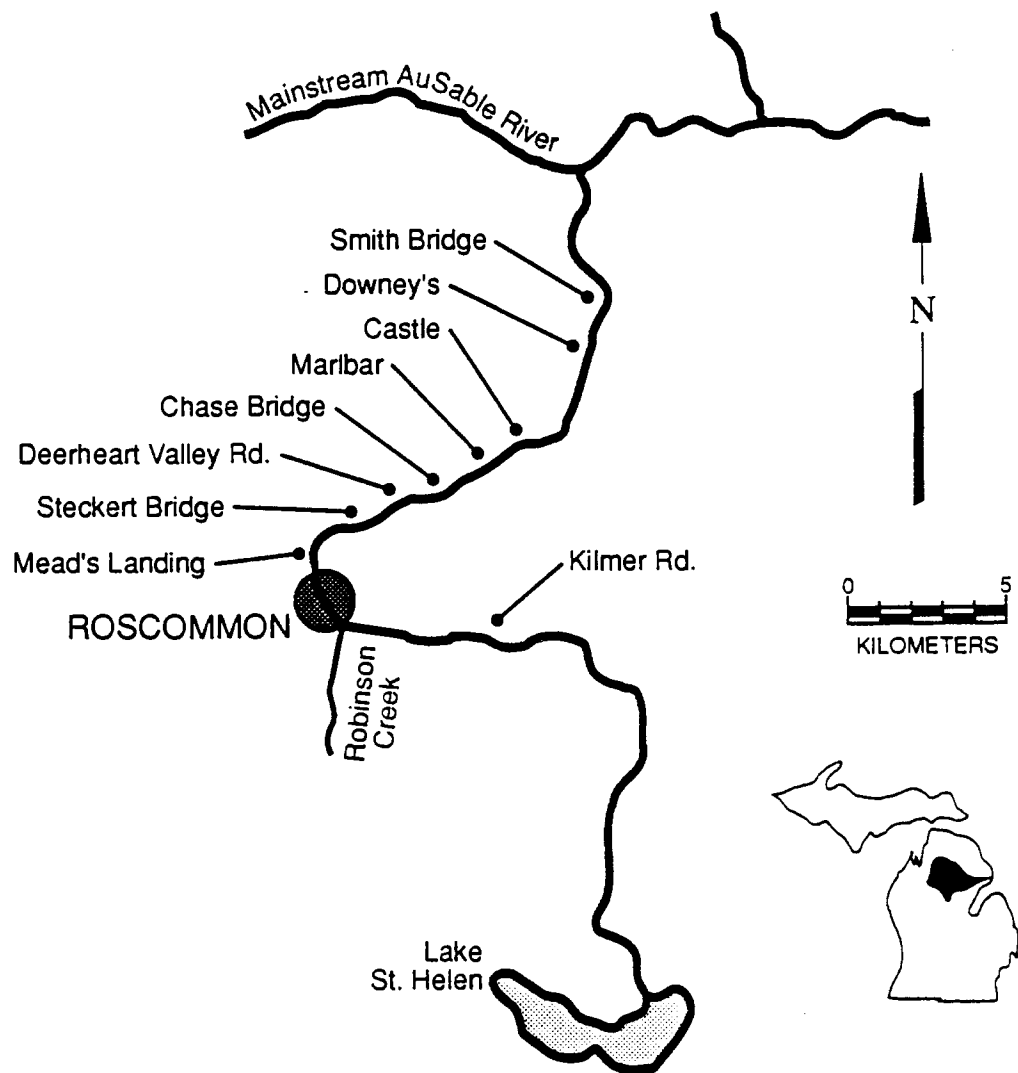 Mainstream AuSable River
Smith Bridge
Downey's
Castle
Marlbar
Chase Bridge
Deerheart Valley Rd.
Steckert Bridge
Mead's Landing
ROSCOMMON
Kilmer Rd.
Robinson
Creek
Lake
St. Helen
N
0 5
KILOMETERS